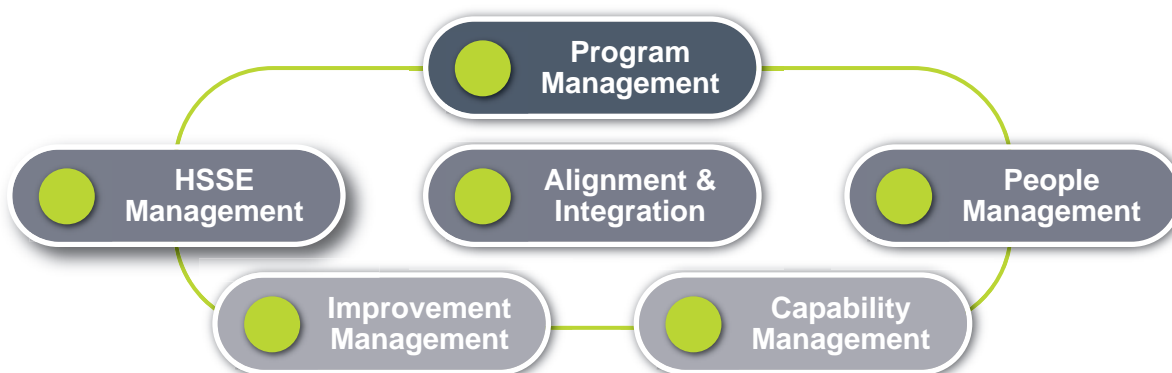 Program
Management
HSSE
Management
Alignment &
Integration
People
Management
Improvement
Management
Capability
Management